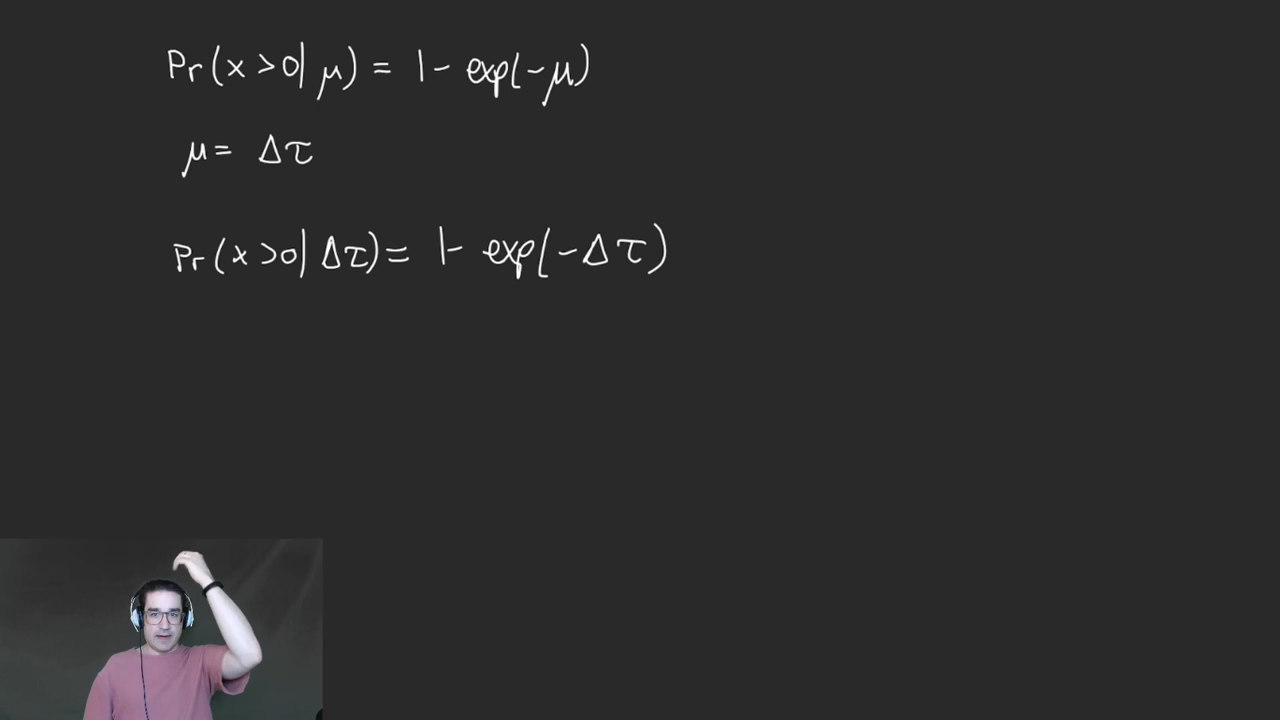 Pr(x>0|μ) = 1- exp(-μ)
μ= Δτ
Pr(x>0|Δτ)= 1- exp(-Δτ)